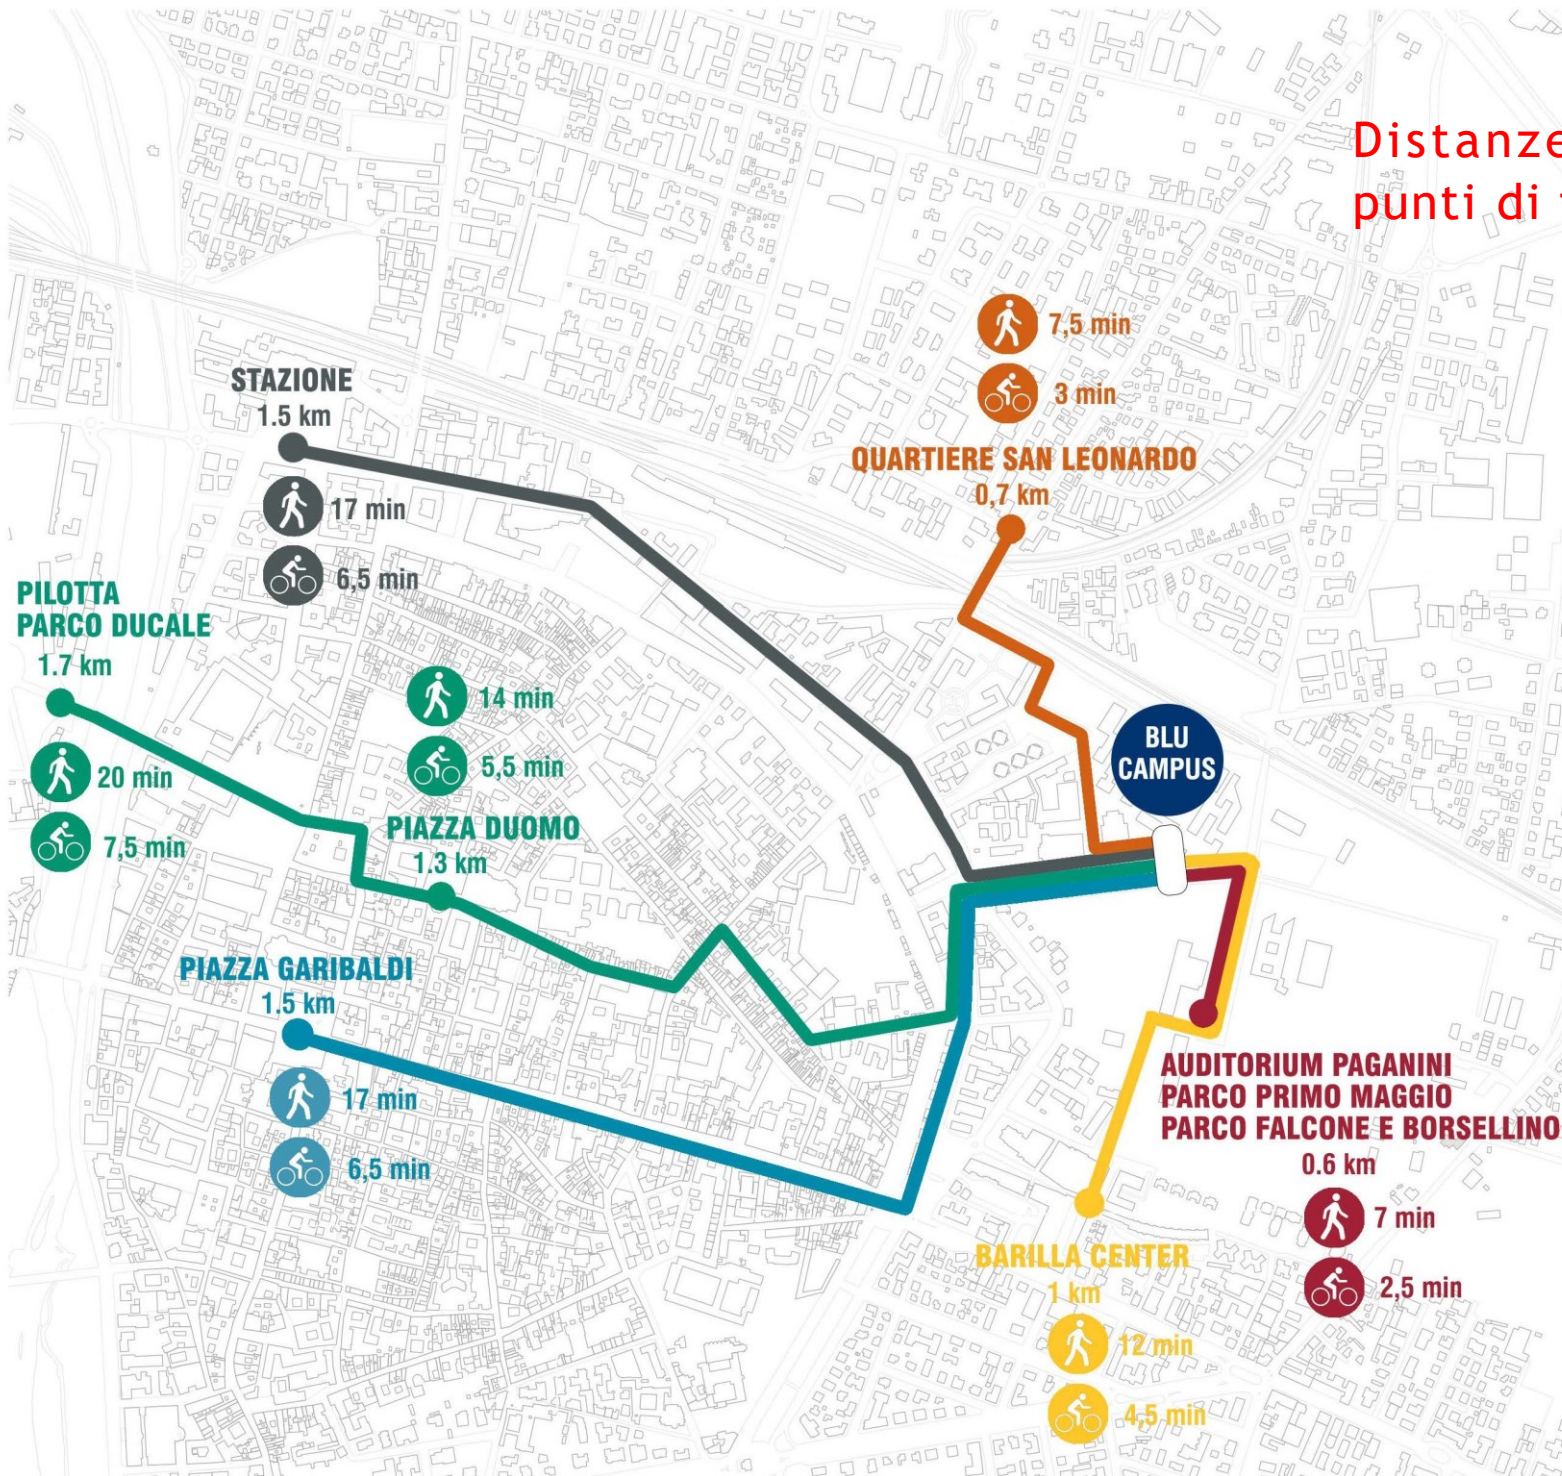 Distanze
punti di
7,5 min
3 min
QUARTIERE SAN LEONARDO
0,7 km
STAZIONE
1.5 km
17 min
6,5 min
PILOTTA
PARCO DUCALE
1.7 km
20 min
7,5 min
14 min
5,5 min
PIAZZA DUOMO
1.3 km
BLU
CAMPUS
PIAZZA GARIBALDI
1.5 km
17 min
6,5 min
AUDITORIUM PAGANINI
PARCO PRIMO MAGGIO
PARCO FALCONE E BORSELLINO
0.6 km
7 min
2,5 min
BARILLA CENTER
1 km
12 min
4,5 min